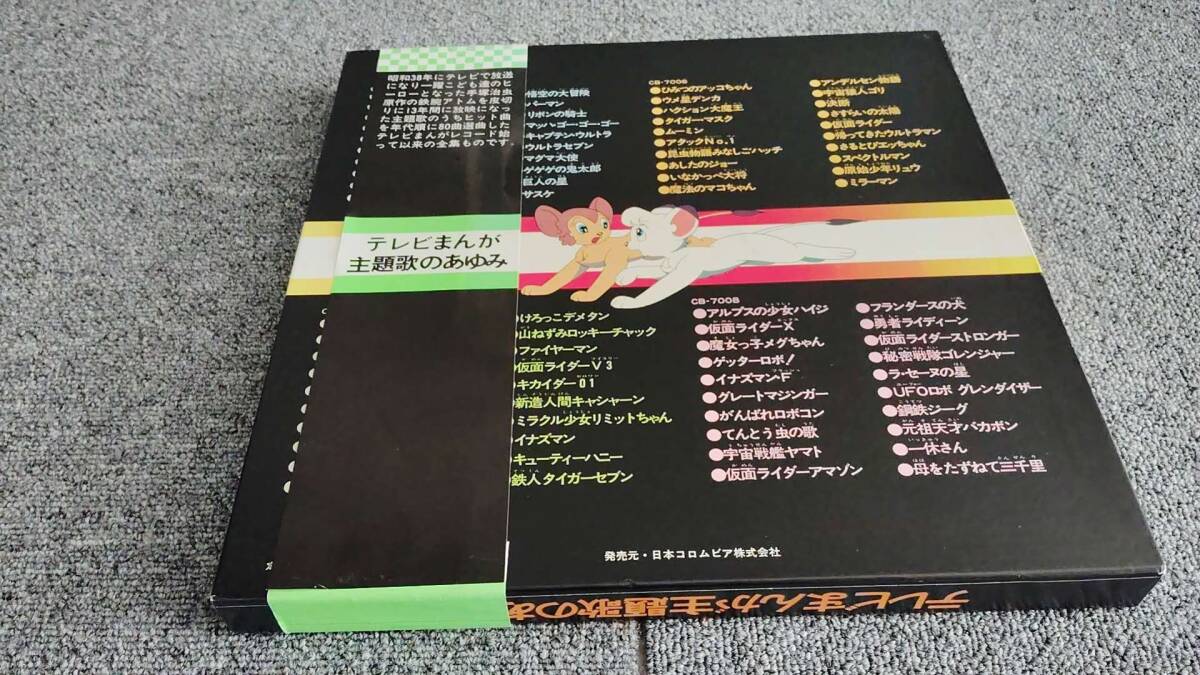 昭和38年にテレビで放送
になり一躍こども達のヒ
ーローとなった手塚治虫
原作の鉄腕アトムを皮切
りに13年間に放映になっ
た主題歌のうちヒット曲
を年代順に80曲選曲した
テレビまんがレコード始
って以来の全集ものです。
テレビまんが
主題歌のあゆみ
悟空の大冒険
パーマン
リボンの騎士
マッハ・ゴー・ゴー・ゴー
キャプテン・ウルトラ
ウルトラセブン
マグマ大使
ゲゲゲの鬼太郎
巨人の星
サスケ
CB-7006
●ひみつのアッコちゃん
●ウメ星デンカ
●ハクション大魔王
●タイガーマスク
●ムーミン
●アタックNo.1
●昆虫物語みなしごハッチ
●あしたのジョー
●いなかっぺ大将
●魔法のマコちゃん
●アンデルセン物語
●宇宙猿人ゴリ
●決断
●さすらいの太陽
●仮面ライダー
●帰ってきたウルトラマン
●さるとびエッちゃん
●スペクトルマン
●原始少年リュウ
●ミラーマン
●けろっこデメタン
●山ねずみロッキーチャック
●ファイヤーマン
●仮面ライダーV3
●キカイダー01
●新造人間キャシャーン
●ミラクル少女リミットちゃん
●イナズマン
●キューティーハニー
●鉄人タイガーセブン
CB-7008
●アルプスの少女ハイジ
●仮面ライダーX
●魔女っ子メグちゃん
●ゲッターロボ!
●イナズマンF
●グレートマジンガー
●がんばれロボコン
●てんとう虫の歌
●宇宙戦艦ヤマト
●仮面ライダーアマゾン
●フランダースの犬
●勇者ライディーン
●仮面ライダーストロンガー
●秘密戦隊ゴレンジャー
●ラ・セーヌの星
●UFOロボ グレンダイザー
●鋼鉄ジーグ
●元祖天才バカボン
●一休さん
●母をたずねて三千里
発売元・日本コロムビア株式会社
テレビまんが主題歌のあ